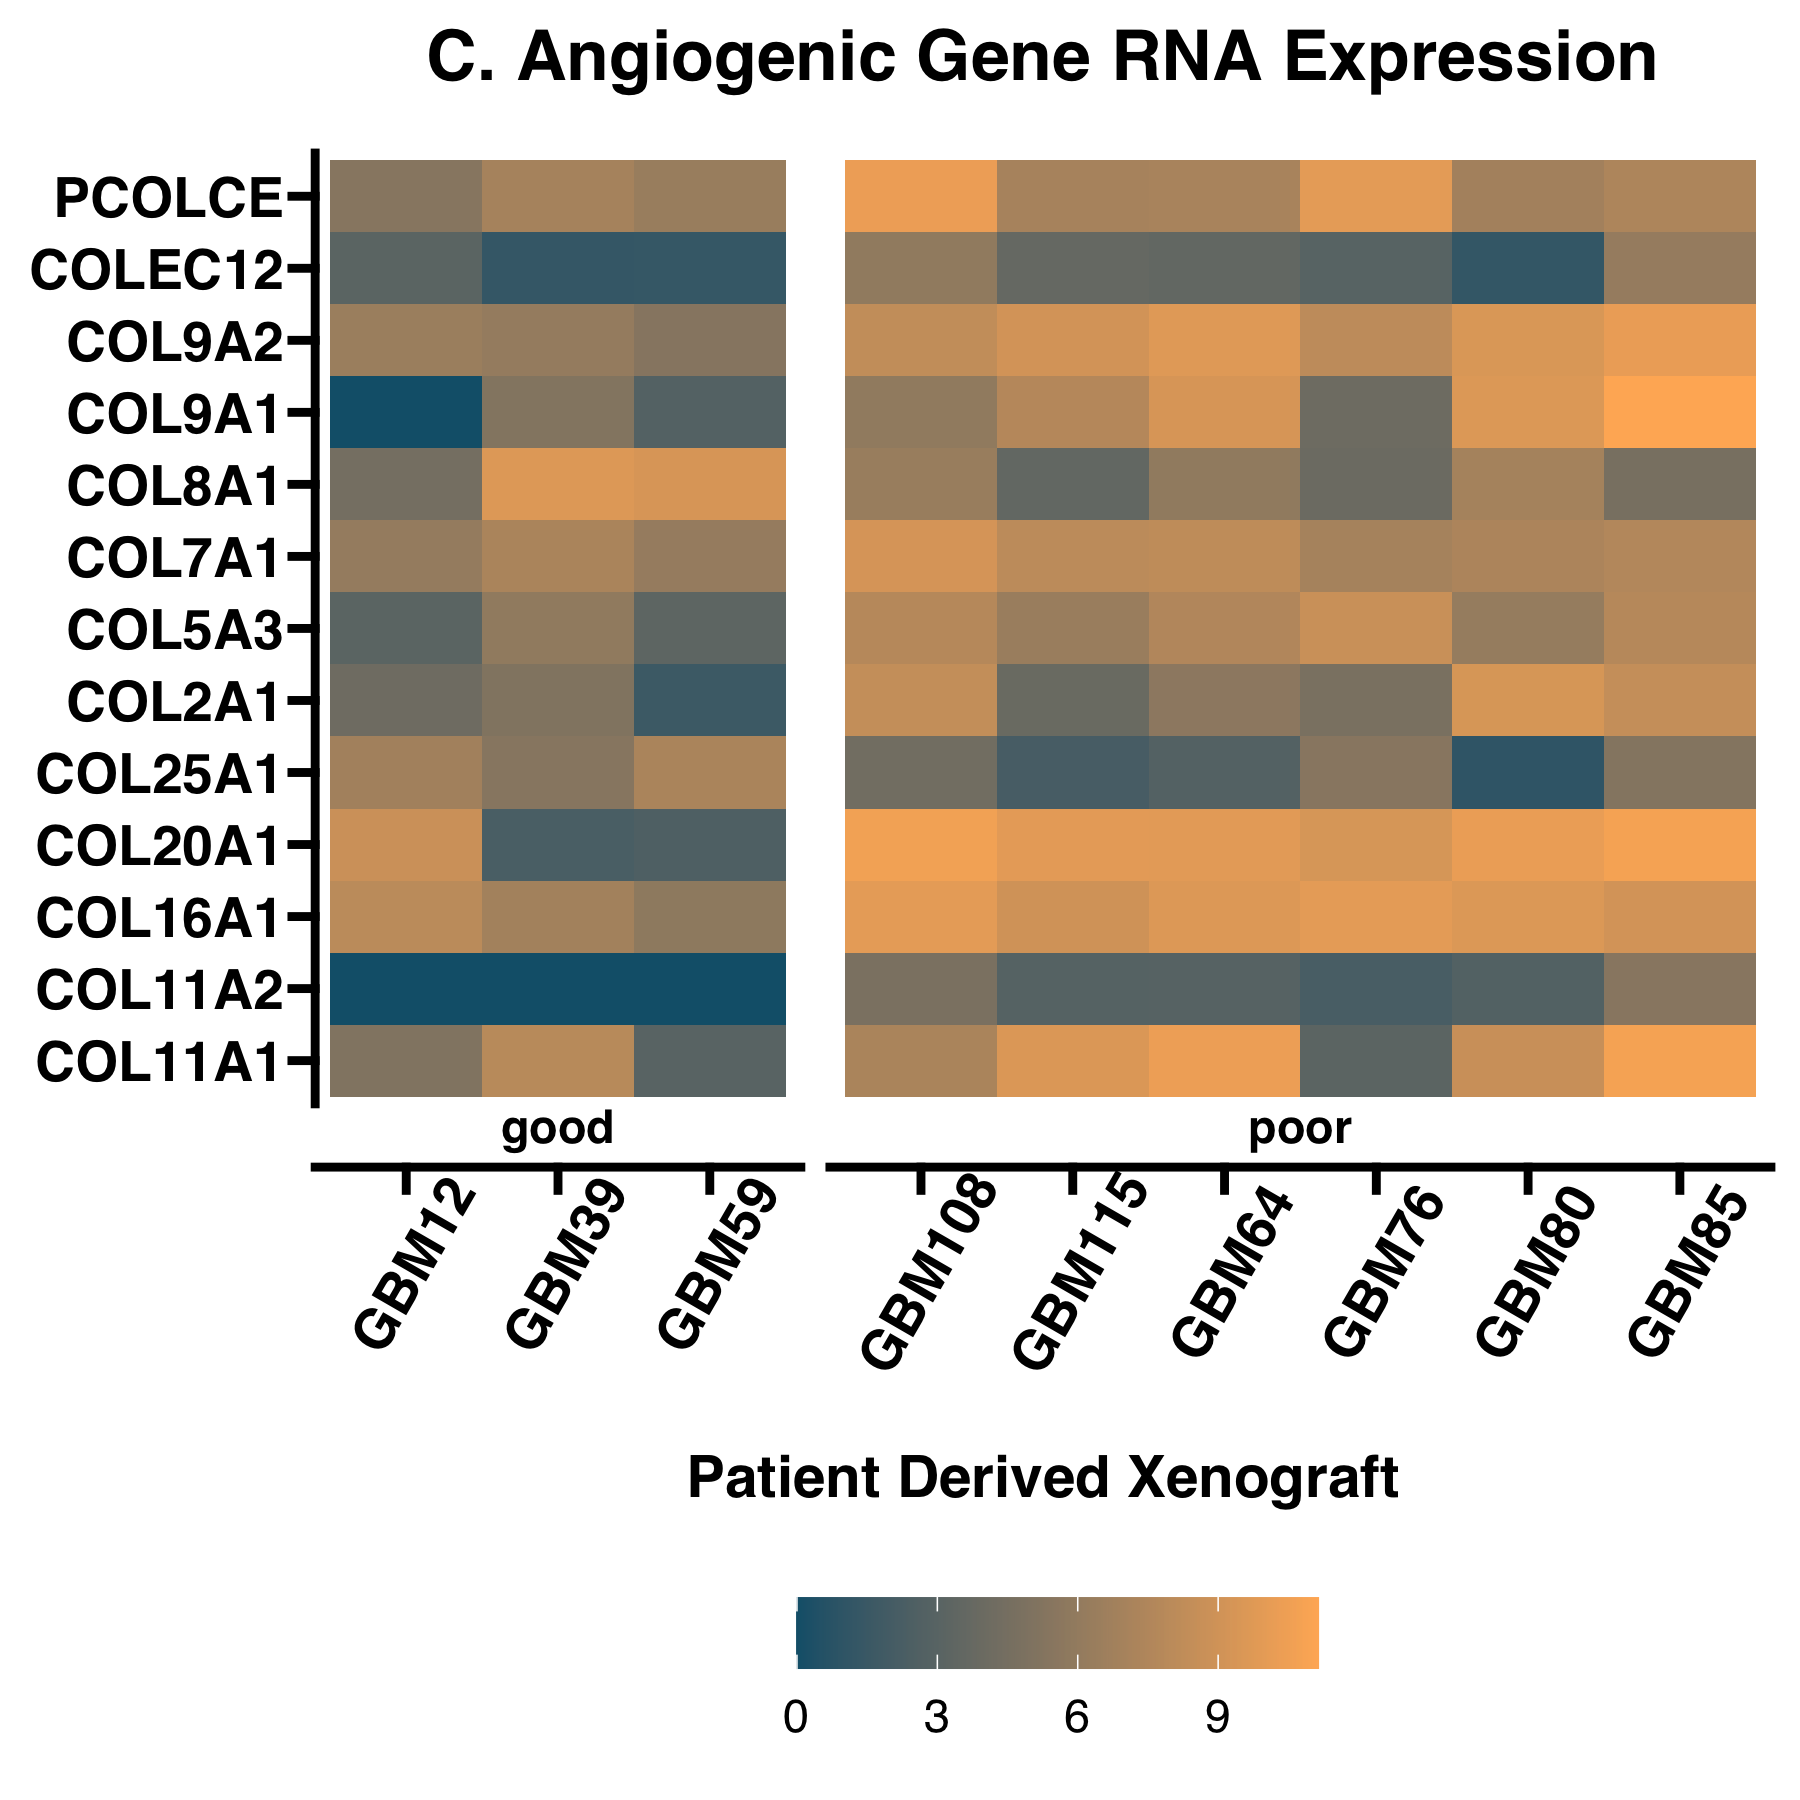 C. Angiogenic Gene RNA Expression
PCOLCE
COLEC12
COL9A2
COL9A1
COL8A1
COL7A1
COL5A3
COL2A1
COL25A1
COL20A1
COL16A1
COL11A2
COL11A1
good poor
GBM12 GBM39 GBM59 GBM108 GBM115 GBM64 GBM76 GBM80 GBM85
Patient Derived Xenograft
0 3 6 9